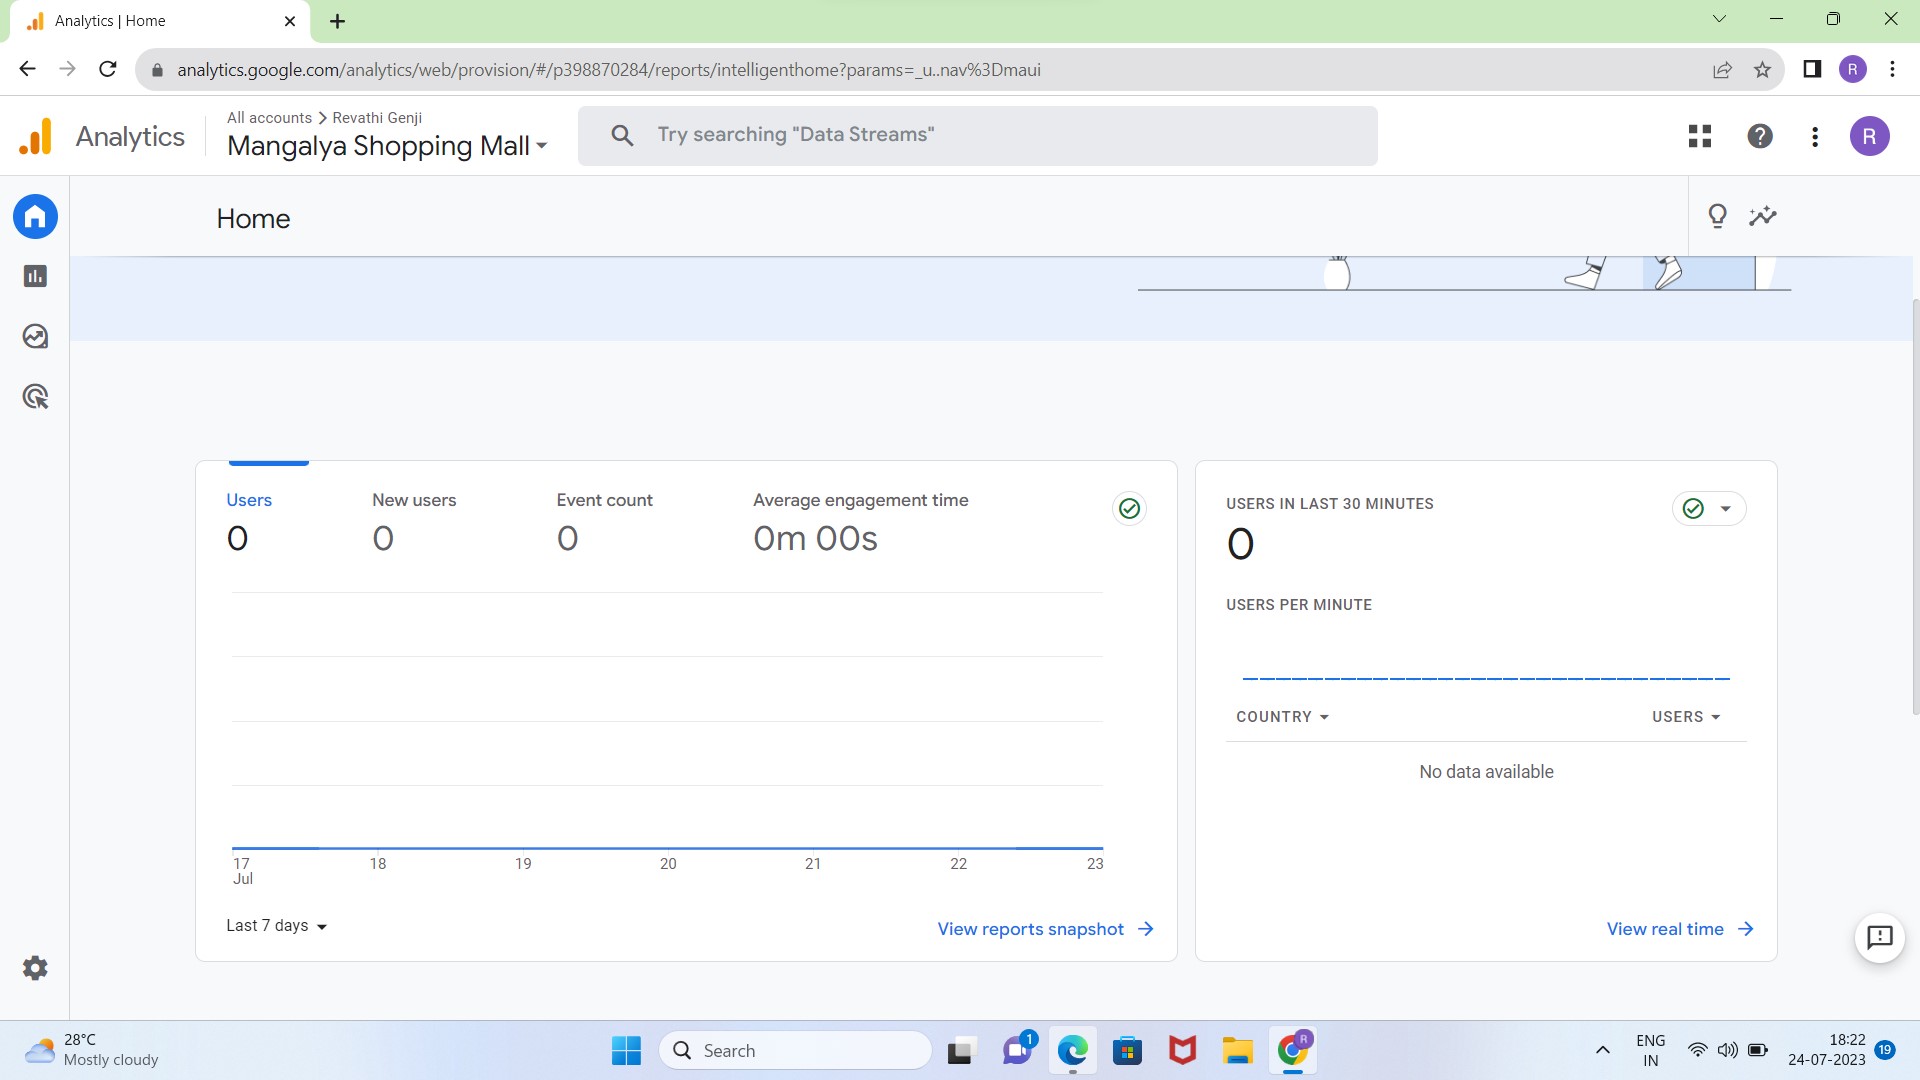 Analytics | Home
analytics.google.com/analytics/web/provision/#/p398870284/reports/intelligenthome?params=_u..nav%3Dmaui
R
Analytics
All accounts > Revathi Genji
Mangalya Shopping Mall
Try searching "Data Streams"
R
Home
Users
0
New users
0
Event count
0
Average engagement time
0m 00s
17
Jul
18
19
20
21
22
23
Last 7 days
View reports snapshot
USERS IN LAST 30 MINUTES
0
USERS PER MINUTE
COUNTRY
USERS
No data available
View real time
28°C
Mostly cloudy
Search
1
R
ENG
IN
18:22
24-07-2023
19